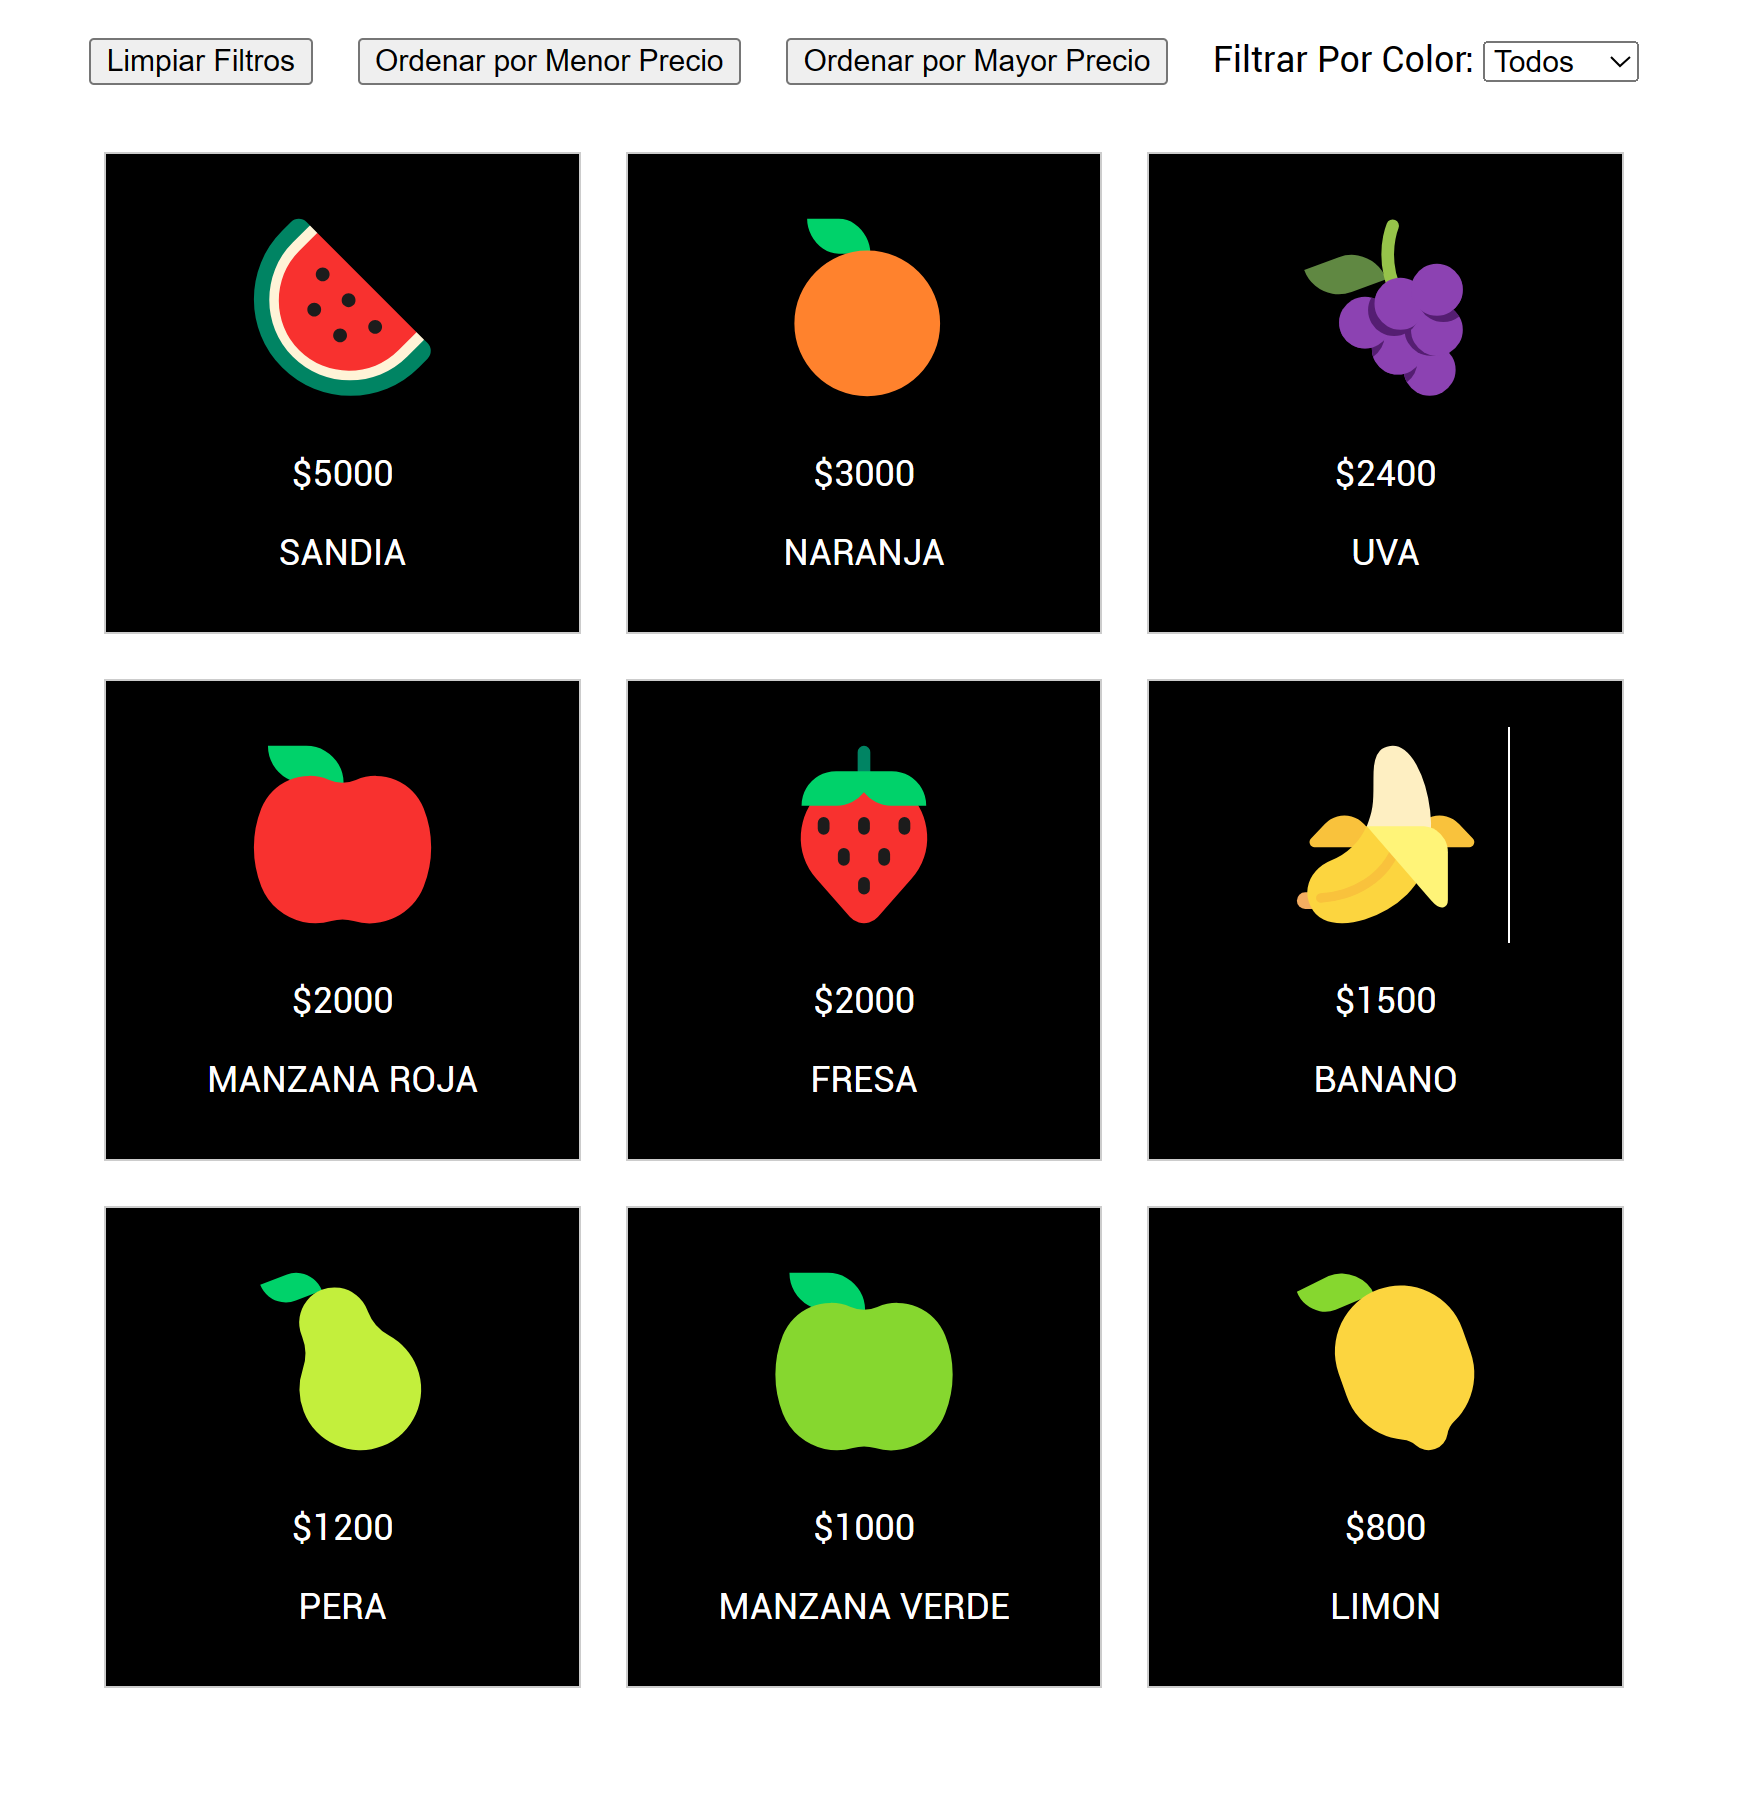 Limpiar Filtros Ordenar por Menor Precio Ordenar por Mayor Precio Filtrar Por Color: Todos
$5000 $3000 $2400
SANDIA NARANJA UVA
$2000 $2000 $1500
MANZANA ROJA FRESA BANANO
$1200 $1000 $800
PERA MANZANA VERDE LIMON